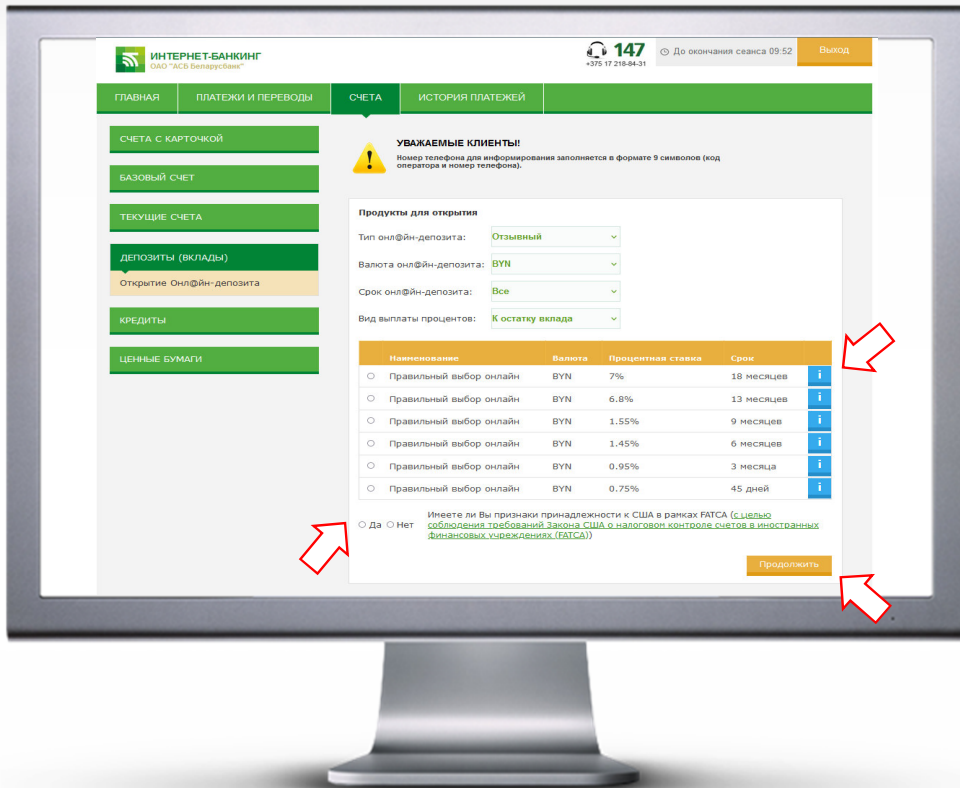 ИНТЕРНЕТ-БАНКИНГ
ОАО "АСБ Беларусбанк"
147
+375 17 218-84-31
До окончания сеанса 09:52
Выход
ГЛАВНАЯ
ПЛАТЕЖИ И ПЕРЕВОДЫ
СЧЕТА
ИСТОРИЯ ПЛАТЕЖЕЙ
СЧЕТА С КАРТОЧКОЙ
БАЗОВЫЙ СЧЕТ
ТЕКУЩИЕ СЧЕТА
ДЕПОЗИТЫ (ВКЛАДЫ)
Открытие Онл@йн-депозита
КРЕДИТЫ
ЦЕННЫЕ БУМАГИ
УВАЖАЕМЫЕ КЛИЕНТЫ!
Номер телефона для информирования заполняется в формате 9 символов (код
оператора и номер телефона).
Продукты для открытия
Тип онл@йн-депозита: Отзывный
Валюта онл@йн-депозита: BYN
Срок онл@йн-депозита: Все
Вид выплаты процентов: К остатку вклада
Наименование Валюта Процентная ставка Срок
Правильный выбор онлайн BYN 7% 18 месяцев i
Правильный выбор онлайн BYN 6.8% 13 месяцев i
Правильный выбор онлайн BYN 1.55% 9 месяцев i
Правильный выбор онлайн BYN 1.45% 6 месяцев i
Правильный выбор онлайн BYN 0.95% 3 месяца i
Правильный выбор онлайн BYN 0.75% 45 дней i
Да Нет
Имеете ли Вы признаки принадлежности к США в рамках FATCA (с целью
соблюдения требований Закона США о налоговом контроле счетов в иностранных
финансовых учреждениях (FATCA))
Продолжить